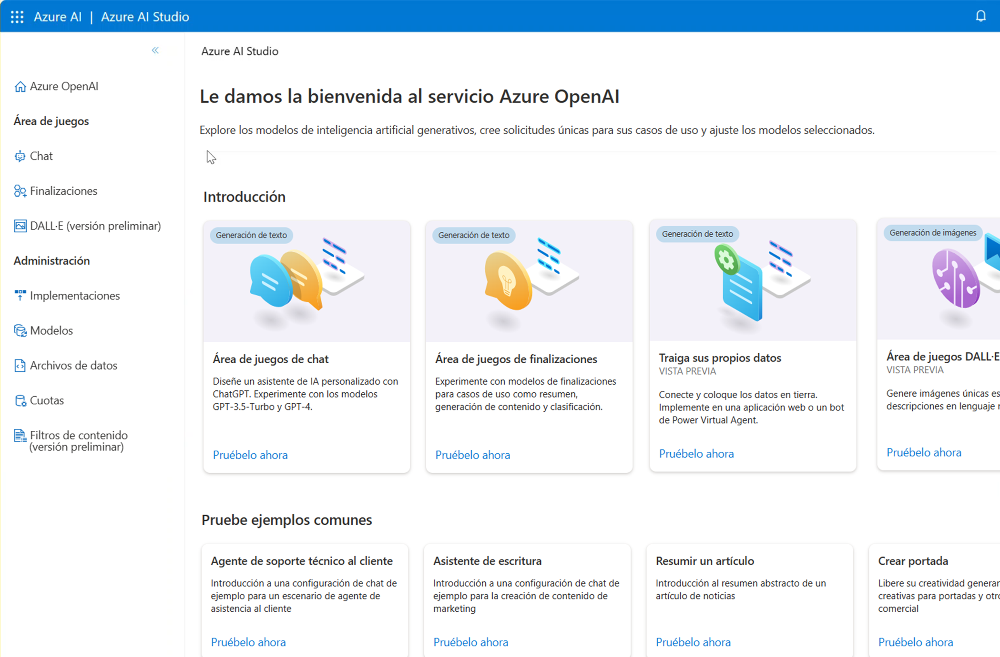 Azure AI | Azure AI Studio
Azure OpenAI
Área de juegos
Chat
Finalizaciones
DALL·E (versión preliminar)
Administración
Implementaciones
Modelos
Archivos de datos
Cuotas
Filtros de contenido
(versión preliminar)
Azure AI Studio
Le damos la bienvenida al servicio Azure OpenAI
Explore los modelos de inteligencia artificial generativos, cree solicitudes únicas para sus casos de uso y ajuste los modelos seleccionados.
Introducción
Generación de texto
Área de juegos de chat
Diseñe un asistente de IA personalizado con
ChatGPT. Experimente con los modelos
GPT-3.5-Turbo y GPT-4.
Pruébelo ahora
Generación de texto
Área de juegos de finalizaciones
Experimente con modelos de finalizaciones
para casos de uso como resumen,
generación de contenido y clasificación.
Pruébelo ahora
Generación de texto
Traiga sus propios datos
VISTA PREVIA
Conecte y coloque los datos en tierra.
Implemente en una aplicación web o un bot
de Power Virtual Agent.
Pruébelo ahora
Generación de imágenes
Área de juegos DALL·E
VISTA PREVIA
Genere imágenes únicas es
descripciones en lenguaje
Pruébelo ahora
Pruebe ejemplos comunes
Agente de soporte técnico al cliente
Introducción a una configuración de chat de
ejemplo para un escenario de agente de
asistencia al cliente
Pruébelo ahora
Asistente de escritura
Introducción a una configuración de chat de
ejemplo para la creación de contenido de
marketing
Pruébelo ahora
Resumir un artículo
Introducción al resumen abstracto de un
artículo de noticias
Pruébelo ahora
Crear portada
Libere su creatividad
creativas para portadas y
comercial
Pruébelo ahora